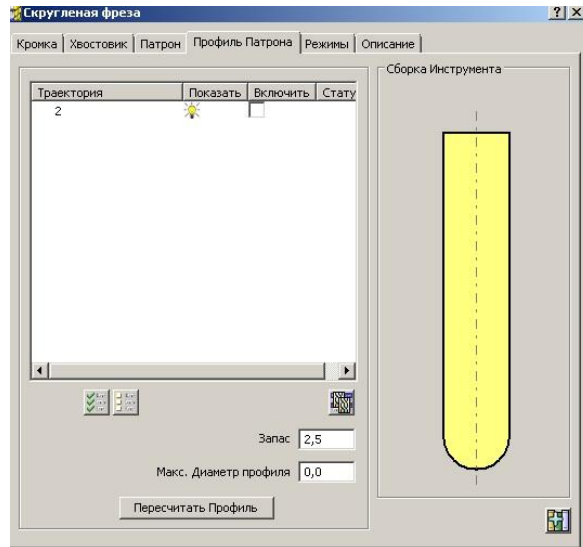 Скругленая фреза
Кромка Хвостовик Патрон Профиль Патрона Режимы Описание
Сборка Инструмента
Траектория Показать Включить Стату
2
Запас 2,5
Макс. Диаметр профиля 0,0
Пересчитать Профиль